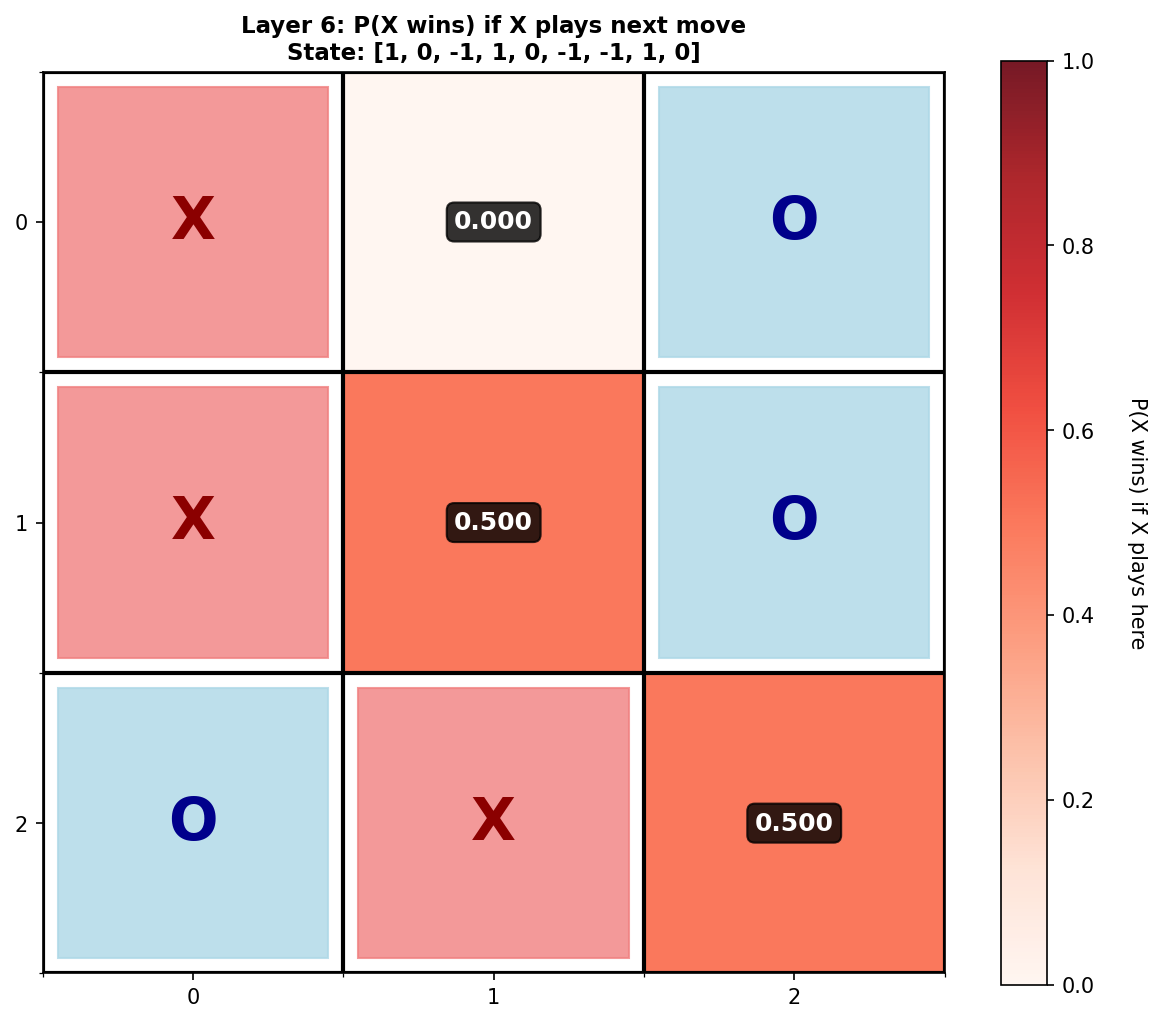 Layer 6: P(X wins) if X plays next move
State: [1, 0, -1, 1, 0, -1, -1, 1, 0]
X
0.000
O
X
0.500
O
O
X
0.500
0
1
2
0
1
2
1.0
0.8
0.6
0.4
0.2
0.0
P(X wins) if X plays here